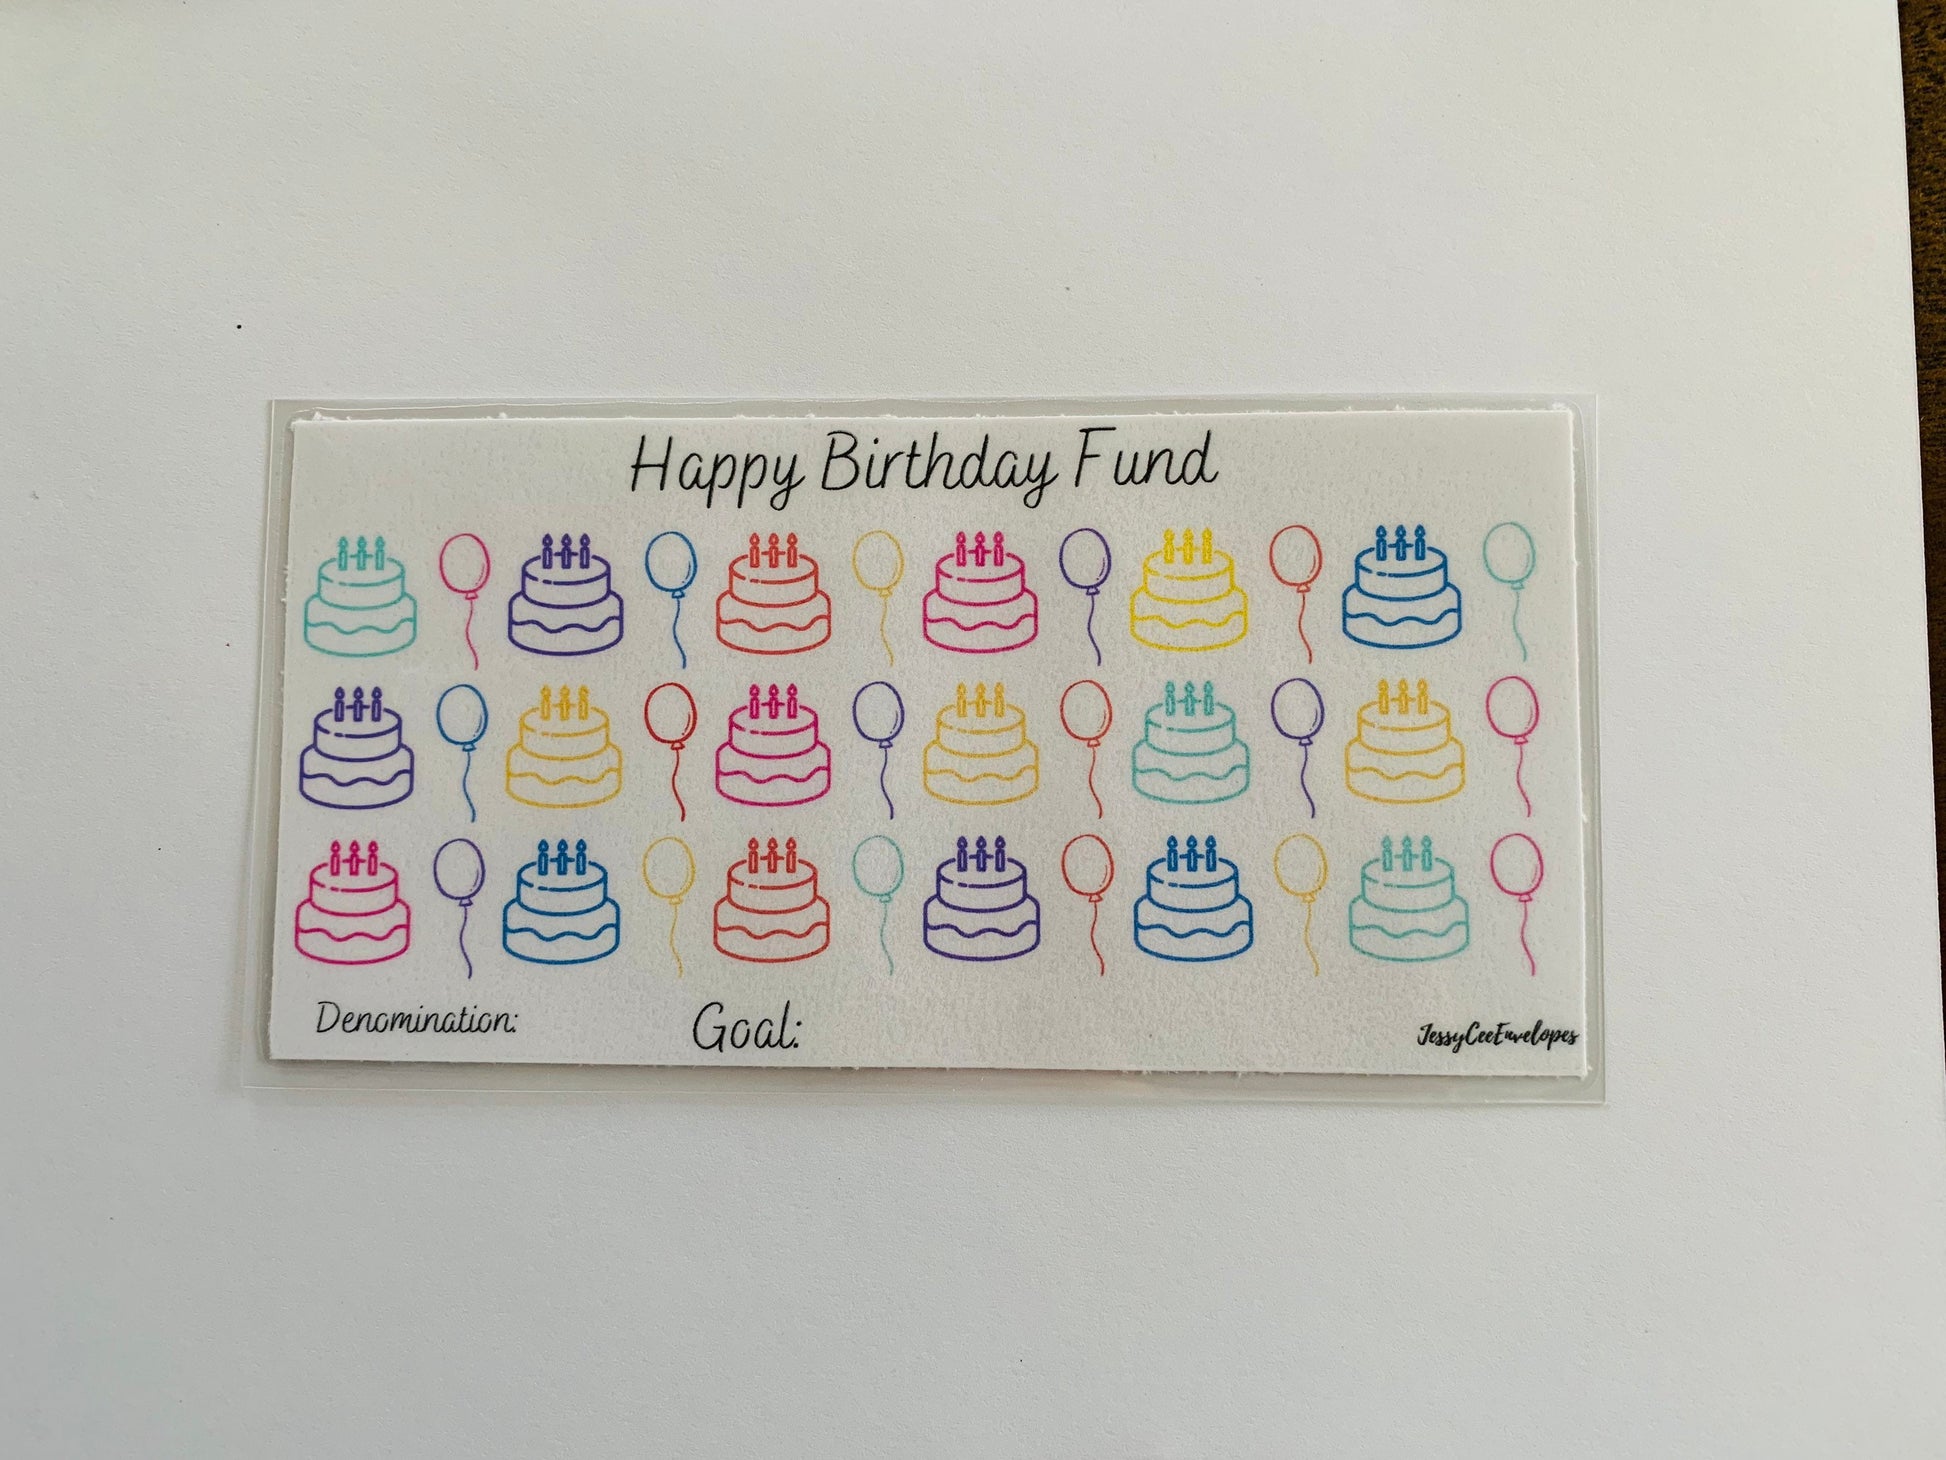 Happy Birthday Fund
Denomination:
Goal:
JessyCeeEnvelopes